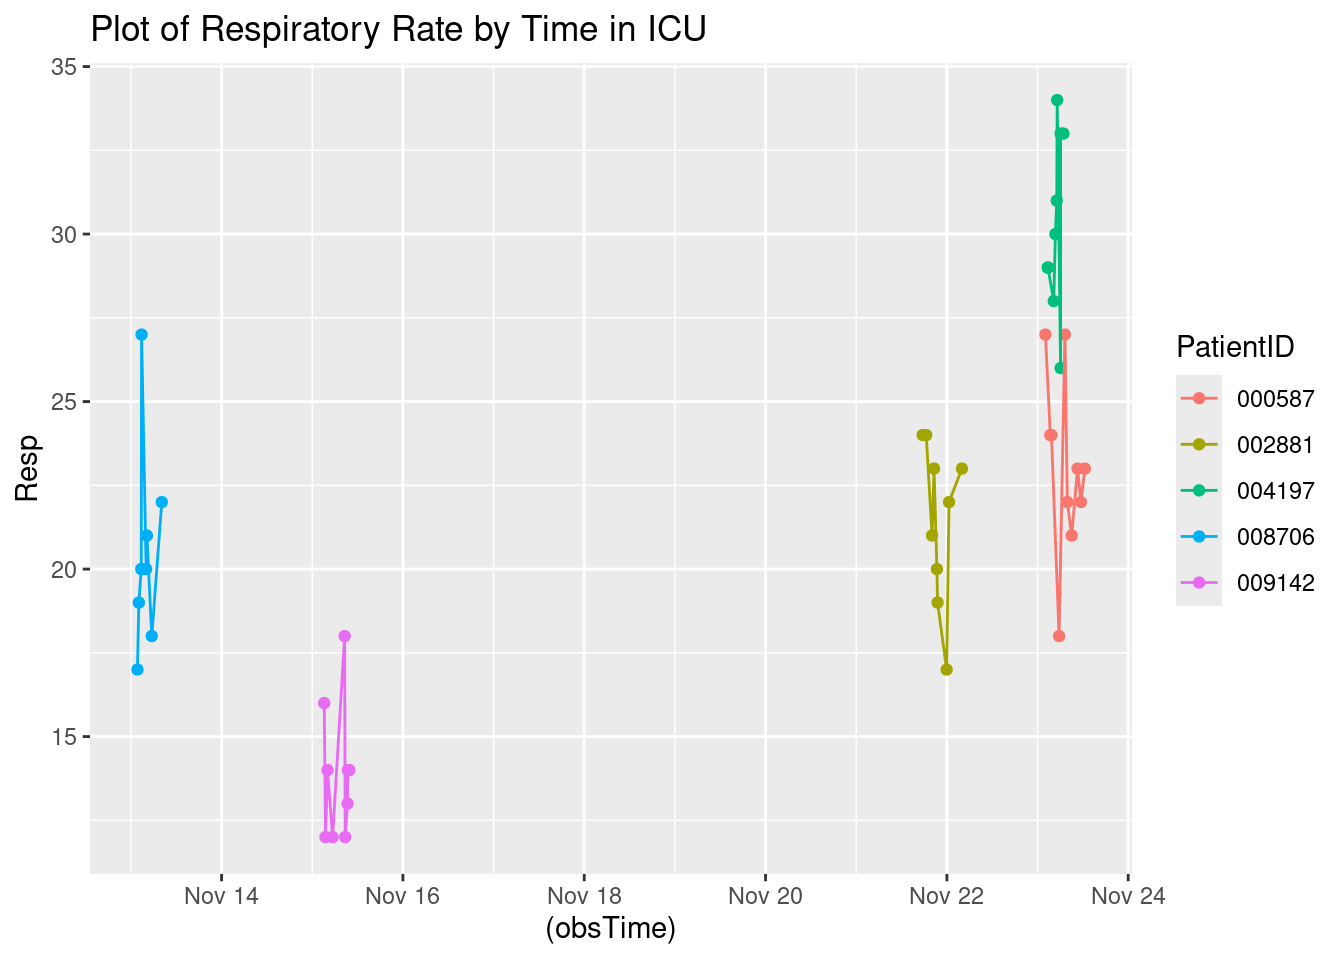 Plot of Respiratory Rate by Time in ICU
35
30
25
20
15
Resp
Nov 14 Nov 16 Nov 18 Nov 20 Nov 22 Nov 24
(obsTime)
PatientID
000587
002881
004197
008706
009142